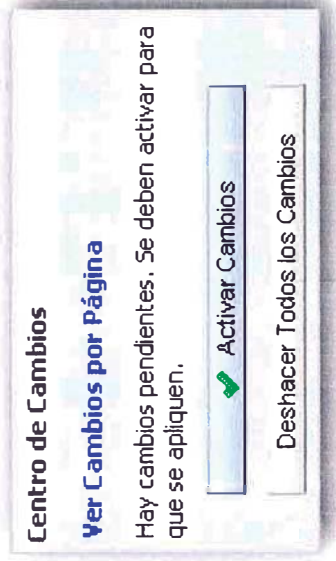 Centro de Cambios
Ver Cambios por Página
Hay cambios pendientes. Se deben activar para
que se apliquen.
Activar Cambios
Deshacer Todos los Cambios